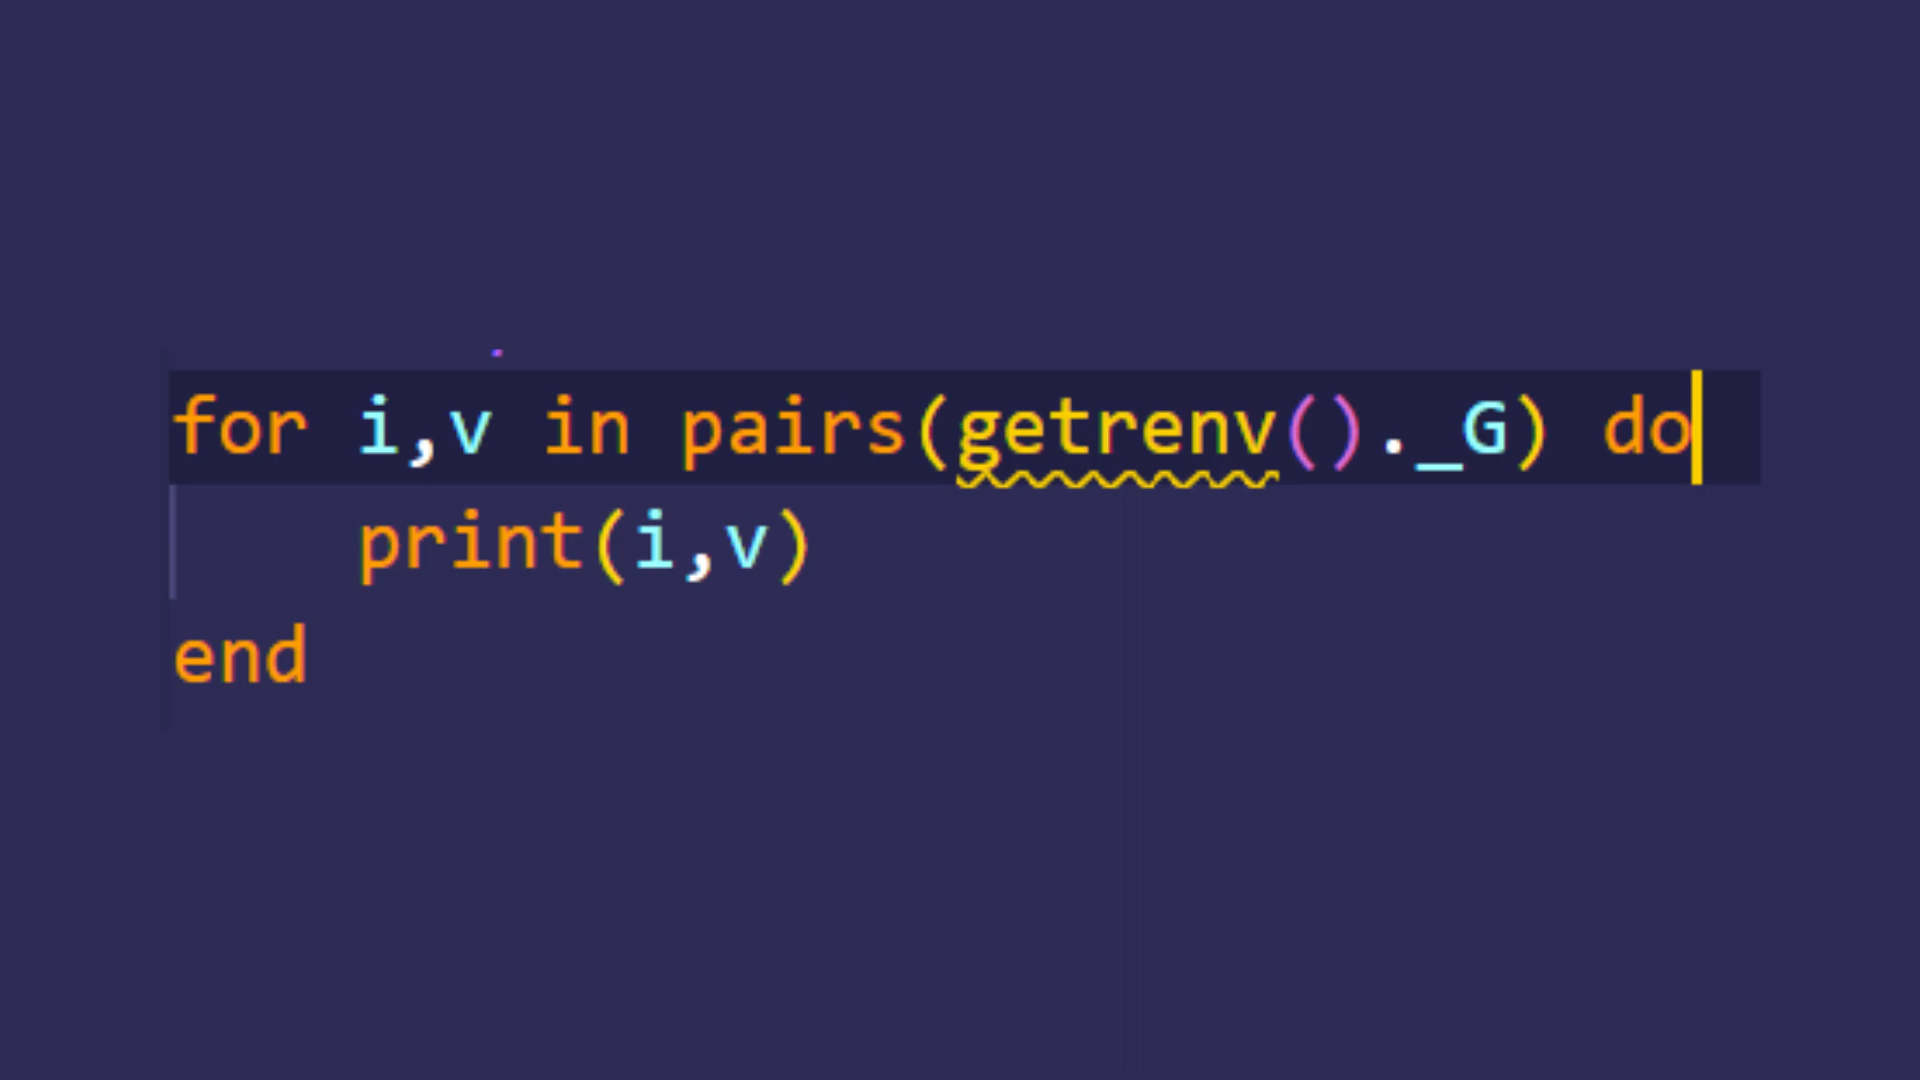 for i,v in pairs(getrenv()._G) do
    print(i,v)
end